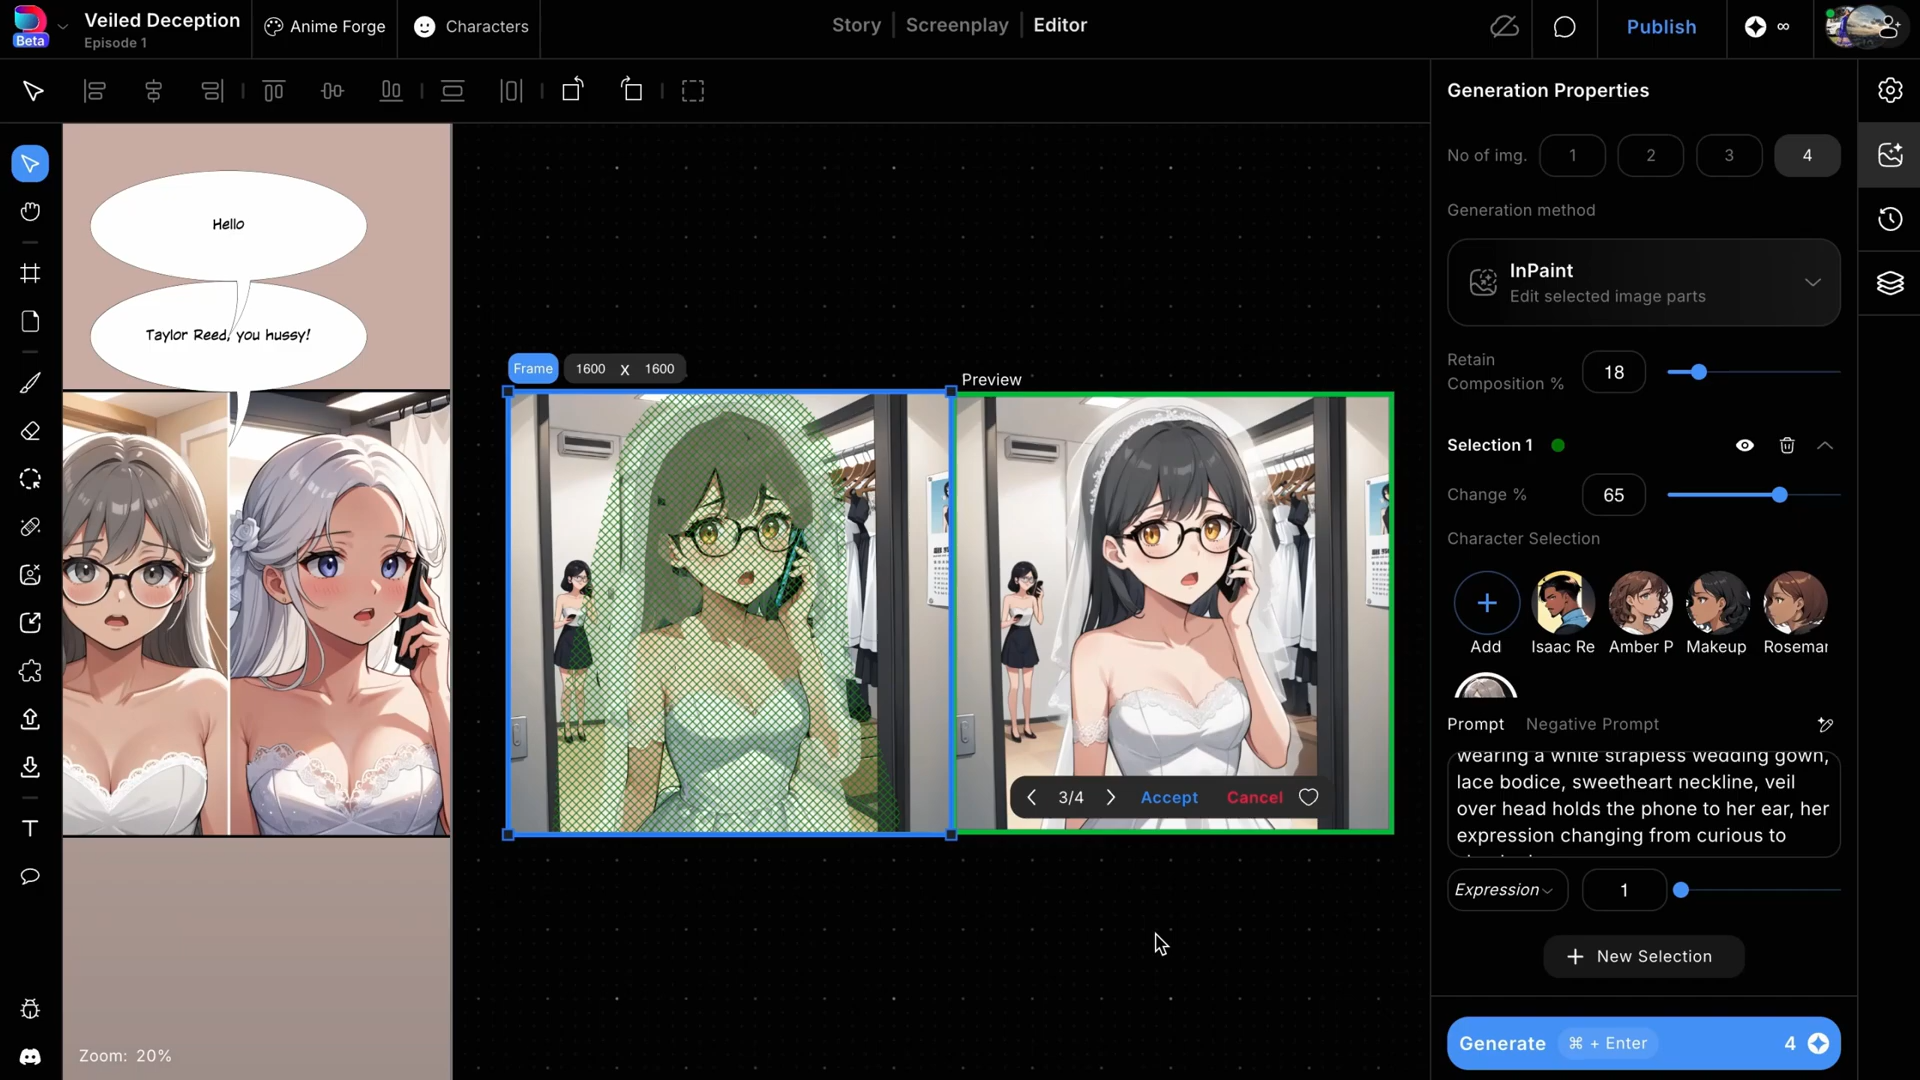 Veiled Deception
Episode 1
Beta
Anime Forge
Characters
Story
Screenplay
Editor
Publish
∞
Generation Properties
No of img.
1
2
3
4
Generation method
InPaint
Edit selected image parts
Retain
Composition %
18
Selection 1
Change %
65
Character Selection
Add
Isaac Re
Amber P
Makeup
Rosemar
Prompt
Negative Prompt
wearing a white strapless wedding gown,
lace bodice, sweetheart neckline, veil
over head holds the phone to her ear, her
expression changing from curious to
Expression
1
+ New Selection
Generate
⌘ + Enter
4
Hello
Taylor Reed, you hussy!
Frame
1600 x 1600
Preview
3/4
Accept
Cancel
Zoom: 20%